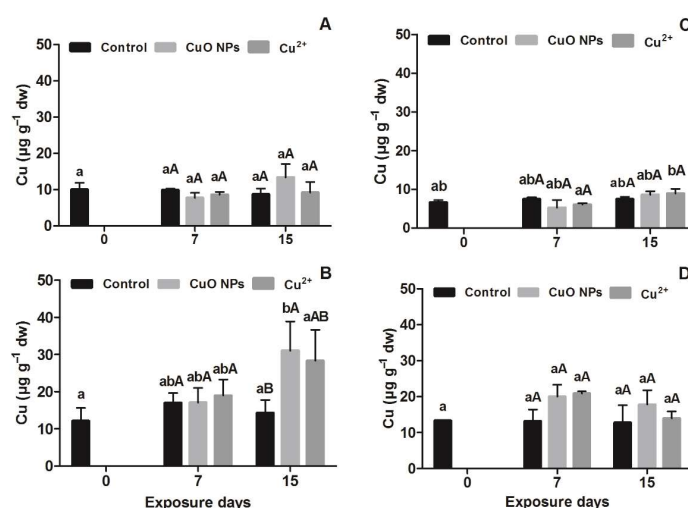 A
Control CuO NPs Cu²⁺
Cu (µg g⁻¹ dw)
50
40
30
20
10
0
a
aA aA aA
aA aA aA
0 7 15
B
Control CuO NPs Cu²⁺
Cu (µg g⁻¹ dw)
50
40
30
20
10
0
a
abA abA abA
aB bA aAB
0 7 15
Exposure days
C
Control CuO NPs Cu²⁺
Cu (µg g⁻¹ dw)
50
40
30
20
10
0
ab
abA abA aA
abA abA bA
0 7 15
D
Control CuO NPs Cu²⁺
Cu (µg g⁻¹ dw)
50
40
30
20
10
0
a
aA aA aA
aA aA aA
0 7 15
Exposure days